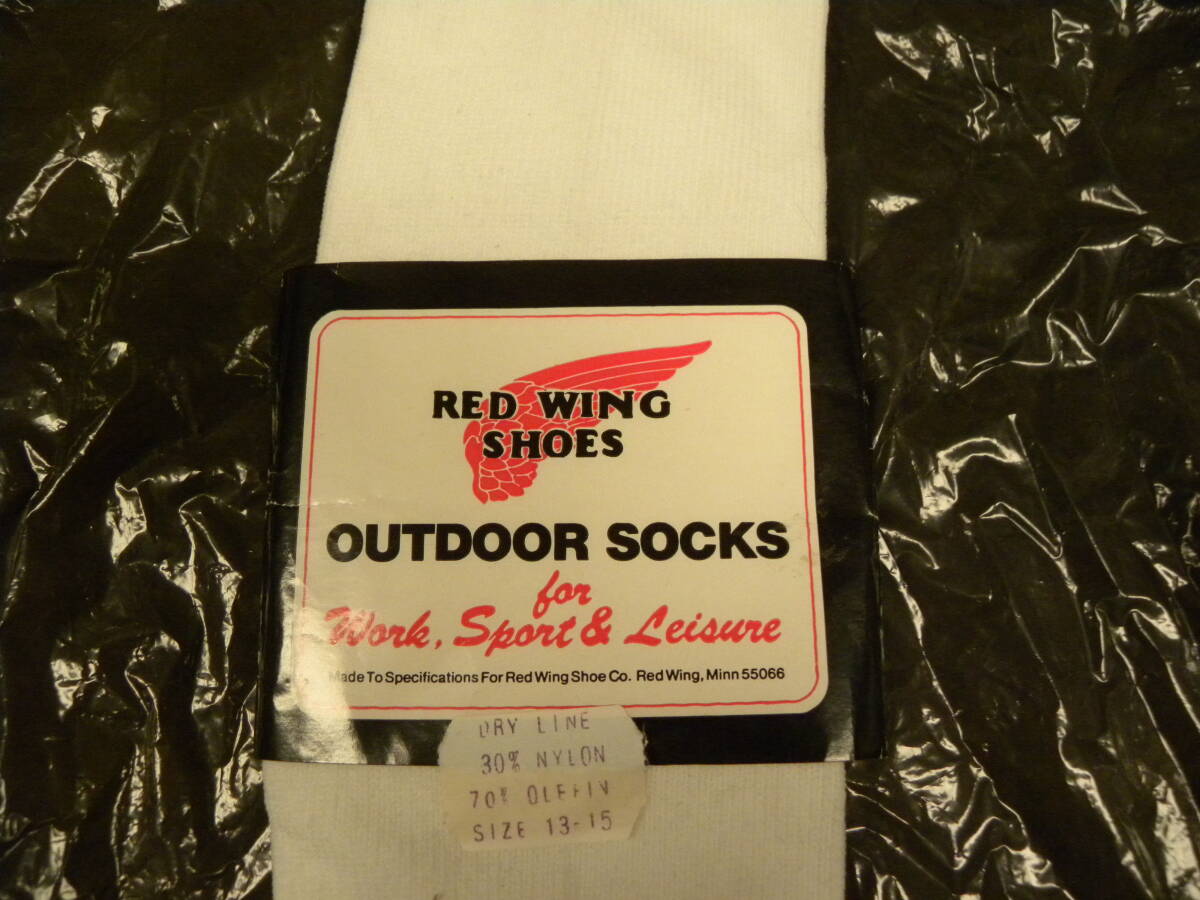 RED WING
SHOES
OUTDOOR SOCKS
for
Work, Sport & Leisure
Made To Specifications For Red Wing Shoe Co. Red Wing, Minn 55066
DRY LINE
30% NYLON
70% OLEFIN
SIZE 13-15